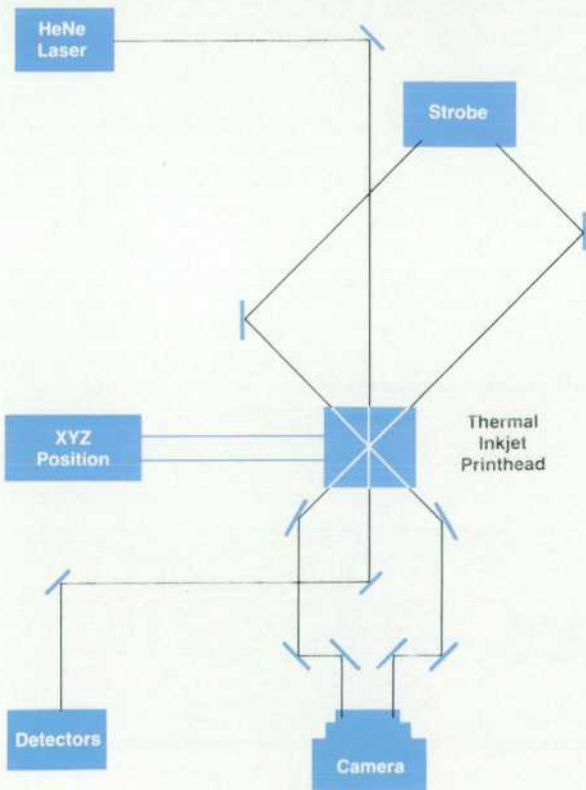 HeNe
Laser
Strobe
XYZ
Position
Thermal
Inkjet
Printhead
Detectors
Camera